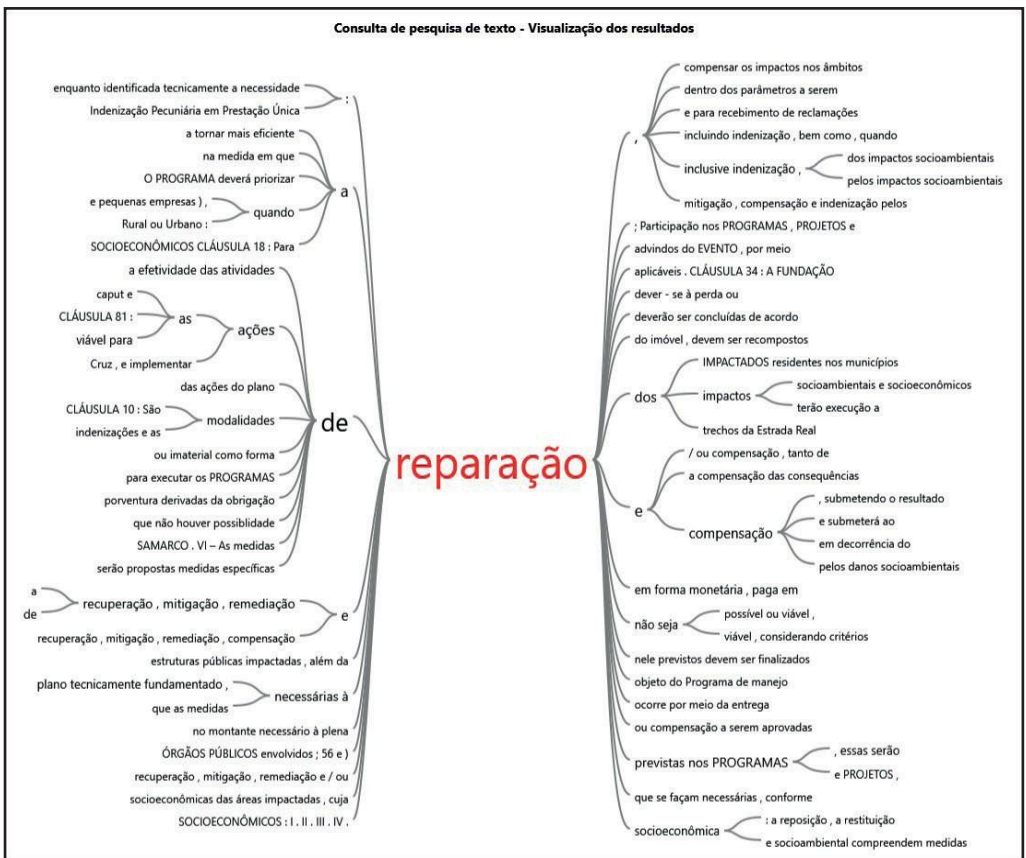 Consulta de pesquisa de texto - Visualização dos resultados
enquanto identificada tecnicamente a necessidade
Indenização Pecuniária em Prestação Única
:
a tornar mais eficiente
na medida em que
O PROGRAMA deverá priorizar
e pequenas empresas ) ,
Rural ou Urbano :
quando
SOCIOECONÔMICOS CLÁUSULA 18 : Para
a
a efetividade das atividades
caput e
CLÁUSULA 81 :
viável para
as
Cruz , e implementar
ações
das ações do plano
CLÁUSULA 10 : São
indenizações e as
modalidades
ou imaterial como forma
para executar os PROGRAMAS
porventura derivadas da obrigação
que não houver possiblidade
SAMARCO . VI – As medidas
serão propostas medidas específicas
de
a
de
recuperação , mitigação , remediação
recuperação , mitigação , remediação , compensação
e
estruturas públicas impactadas , além da
plano tecnicamente fundamentado ,
que as medidas
necessárias à
no montante necessário à plena
ÓRGÃOS PÚBLICOS envolvidos ; 56 e )
recuperação , mitigação , remediação e / ou
socioeconômicas das áreas impactadas , cuja
SOCIOECONÔMICOS : I . II . III . IV .
reparação
,
compensar os impactos nos âmbitos
dentro dos parâmetros a serem
e para recebimento de reclamações
incluindo indenização , bem como , quando
inclusive indenização ,
dos impactos socioambientais
pelos impactos socioambientais
mitigação , compensação e indenização pelos
; Participação nos PROGRAMAS , PROJETOS e
advindos do EVENTO , por meio
aplicáveis . CLÁUSULA 34 : A FUNDAÇÃO
dever - se à perda ou
deverão ser concluídas de acordo
do imóvel , devem ser recompostos
dos
IMPACTADOS residentes nos municípios
impactos
socioambientais e socioeconômicos
terão execução a
trechos da Estrada Real
e
/ ou compensação , tanto de
a compensação das consequências
compensação
, submetendo o resultado
e submeterá ao
em decorrência do
pelos danos socioambientais
em forma monetária , paga em
não seja
possível ou viável ,
viável , considerando critérios
nele previstos devem ser finalizados
objeto do Programa de manejo
ocorre por meio da entrega
ou compensação a serem aprovadas
previstas nos PROGRAMAS
, essas serão
e PROJETOS ,
que se façam necessárias , conforme
socioeconômica
: a reposição , a restituição
e socioambiental compreendem medidas